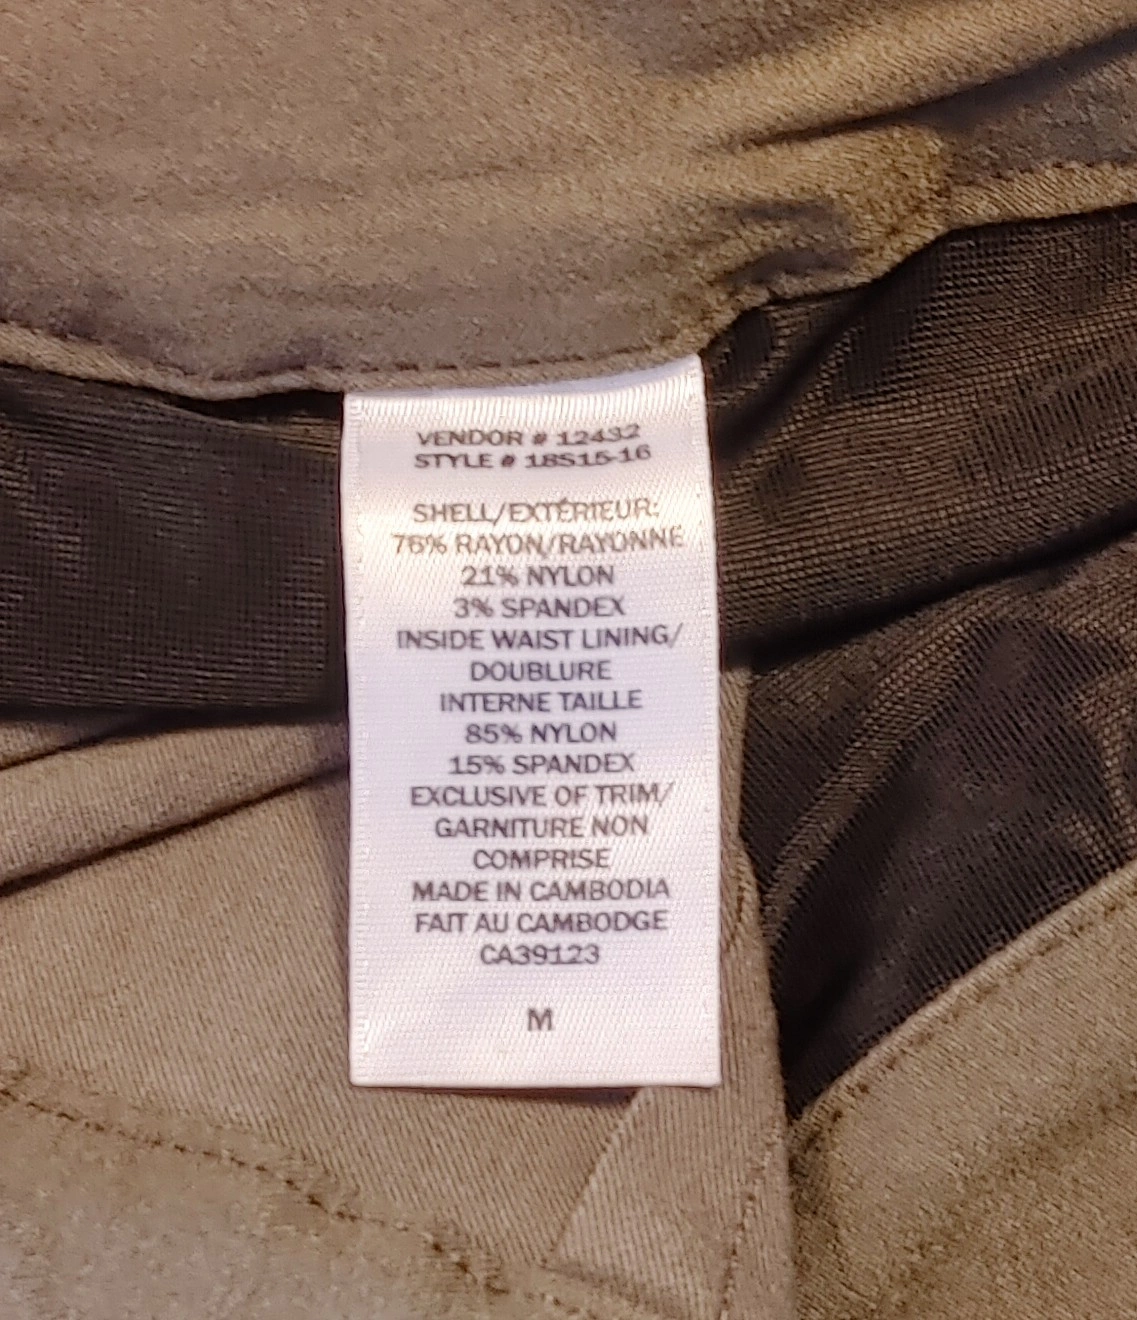 VENDOR # 12432
STYLE # 18S15-16
SHELL/EXTÉRIEUR:
76% RAYON/RAYONNE
21% NYLON
3% SPANDEX
INSIDE WAIST LINING/
DOUBLURE
INTERNE TAILLE
85% NYLON
15% SPANDEX
EXCLUSIVE OF TRIM/
GARNITURE NON
COMPRISE
MADE IN CAMBODIA
FAIT AU CAMBODGE
CA39123
M